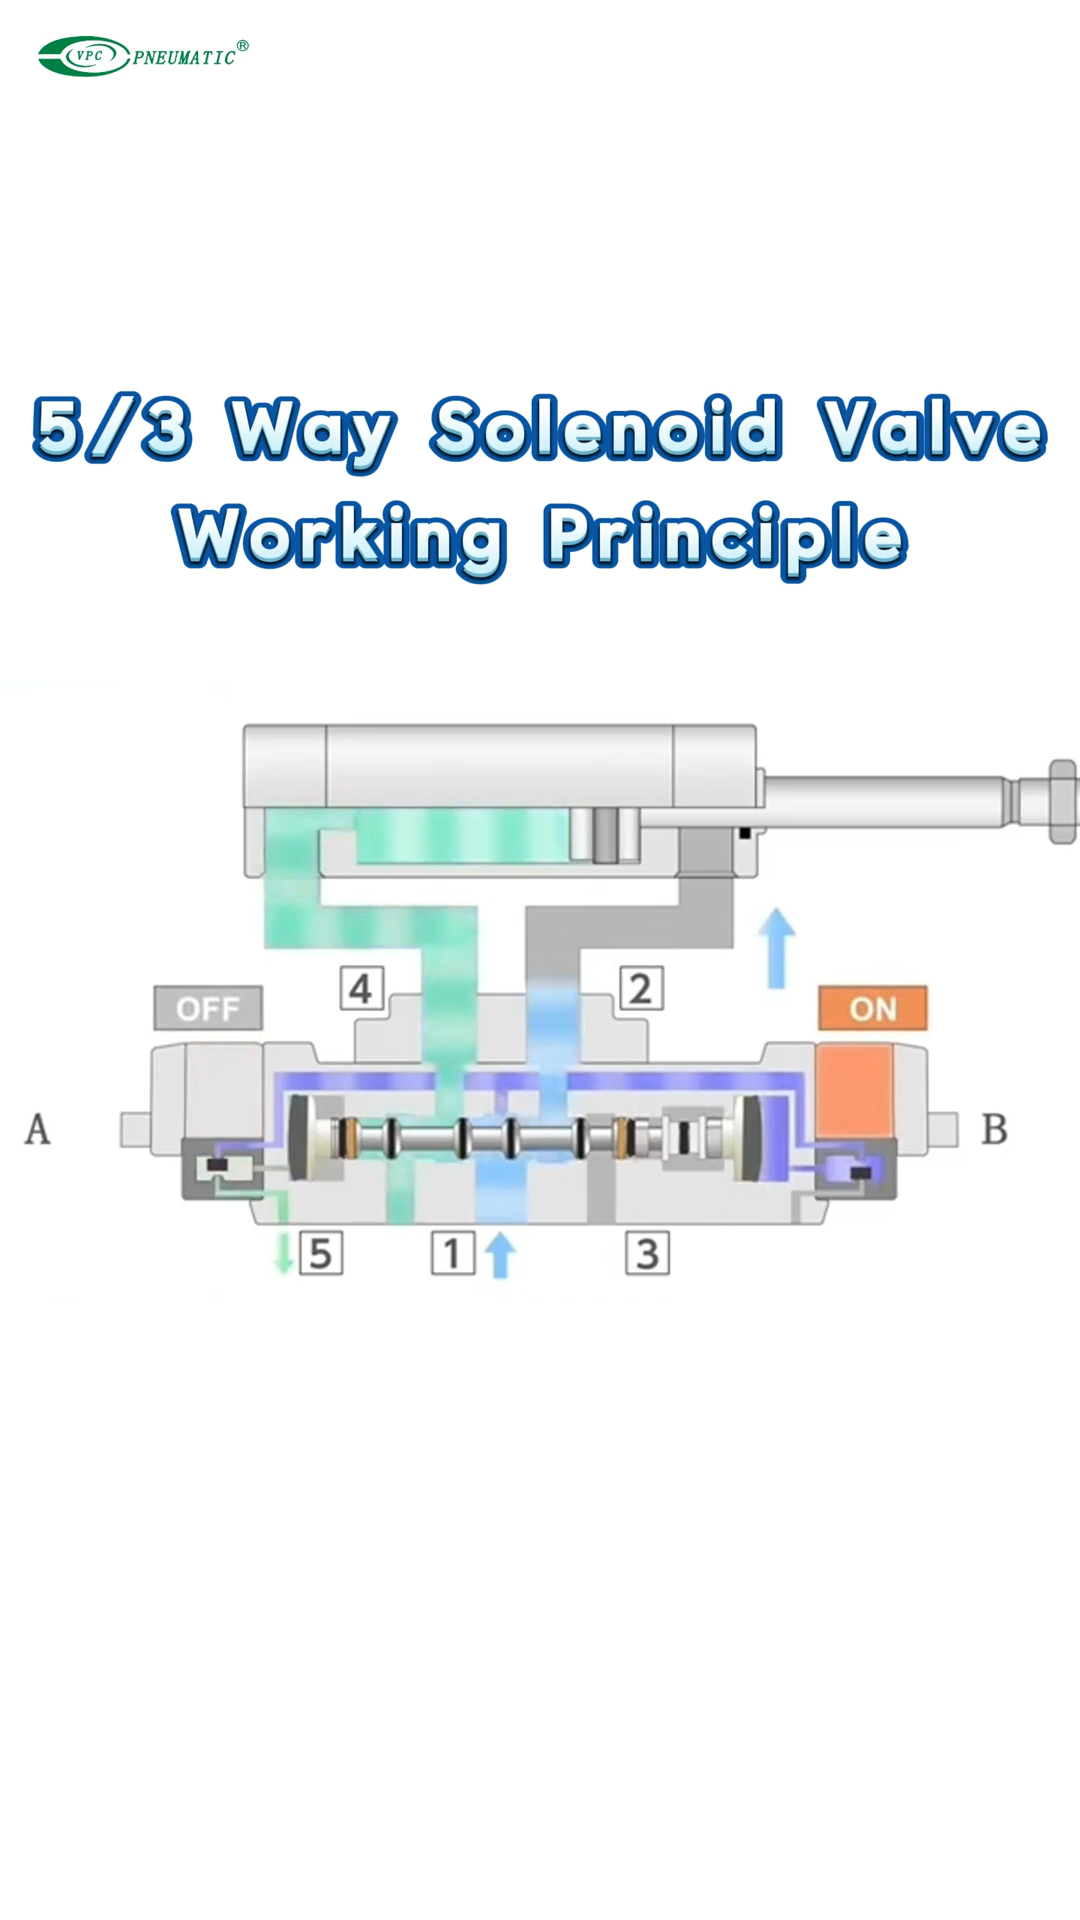 VPC PNEUMATIC®
5/3 Way Solenoid Valve
Working Principle
4
2
OFF
ON
A
B
5
1
3